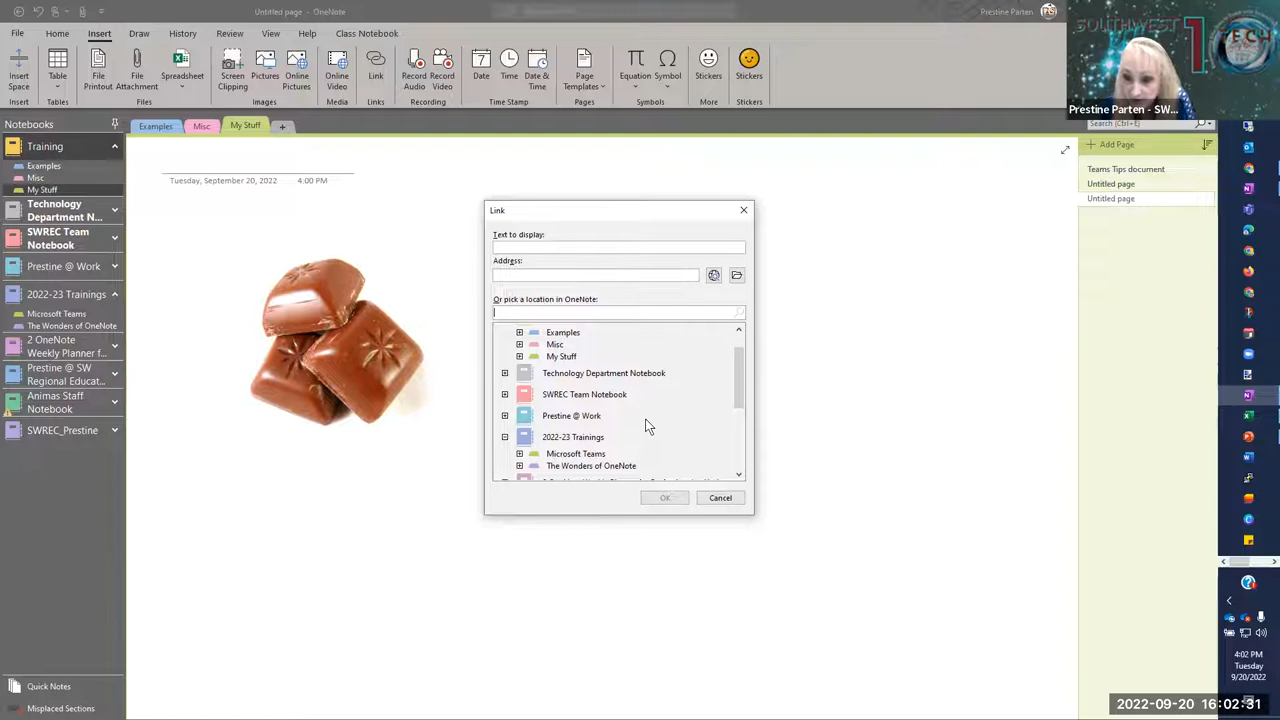 Untitled page - OneNote
Prestine Parten
File Home Insert Draw History Review View Help Class Notebook
Insert Space
Table
File Printout
File Attachment
Spreadsheet
Screen Clipping
Pictures
Online Pictures
Online Video
Link
Record Audio
Record Video
Date
Time
Date & Time
Page Templates
Equation
Symbol
Stickers
Stickers
Insert Tables Files Images Media Links Recording Time Stamp Pages Symbols More Stickers
SOUTHWEST
Prestine Parten - SW...
Notebooks
Examples Misc My Stuff
Search (Ctrl+E)
Training
Examples
Misc
My Stuff
Technology
Department N...
SWREC Team
Notebook
Prestine @ Work
2022-23 Trainings
Microsoft Teams
The Wonders of OneNote
2 OneNote
Weekly Planner f...
Prestine @ SW
Regional Educat...
Animas Staff
Notebook
SWREC_Prestine
Quick Notes
Misplaced Sections
Tuesday, September 20, 2022 4:00 PM
Link
Text to display:
Address:
Or pick a location in OneNote:
Examples
Misc
My Stuff
Technology Department Notebook
SWREC Team Notebook
Prestine @ Work
2022-23 Trainings
Microsoft Teams
The Wonders of OneNote
OK Cancel
Add Page
Teams Tips document
Untitled page
Untitled page
4:02 PM
Tuesday
9/20/2022
2022-09-20 16:02:31